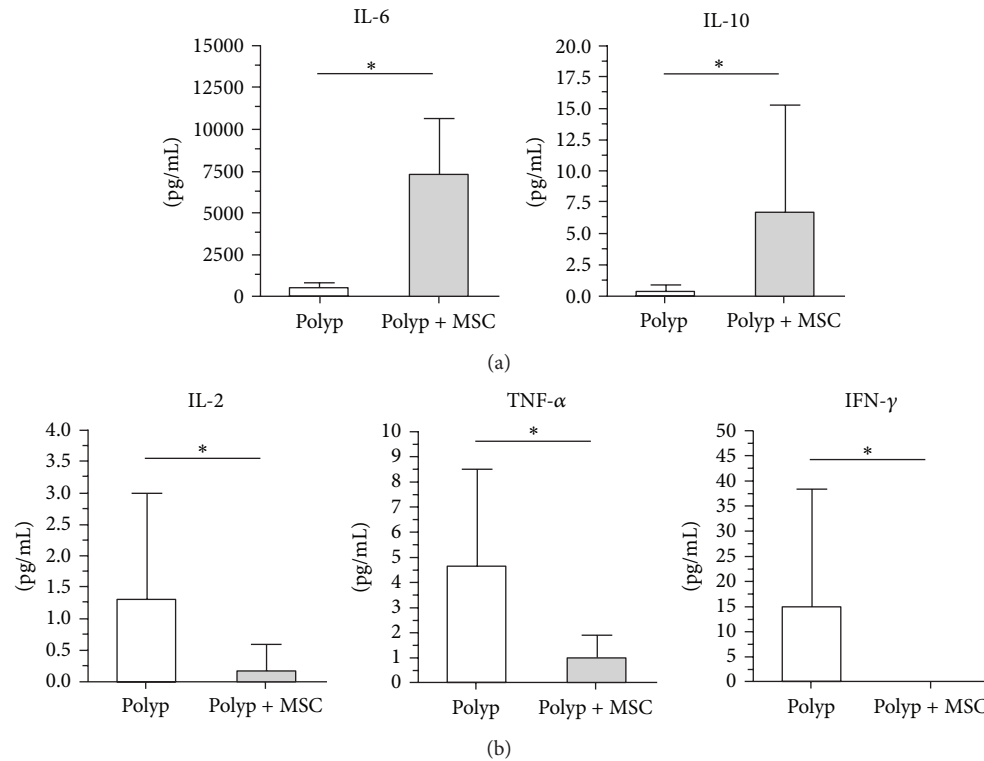 IL-6
15000
12500
10000
7500
5000
2500
0
(pg/mL)
*
Polyp
Polyp + MSC
IL-10
20.0
17.5
15.0
12.5
10.0
7.5
5.0
2.5
0.0
(pg/mL)
*
Polyp
Polyp + MSC
(a)
IL-2
4.0
3.5
3.0
2.5
2.0
1.5
1.0
0.5
0.0
(pg/mL)
*
Polyp
Polyp + MSC
TNF-α
10
9
8
7
6
5
4
3
2
1
0
(pg/mL)
*
Polyp
Polyp + MSC
IFN-γ
50
45
40
35
30
25
20
15
10
5
0
(pg/mL)
*
Polyp
Polyp + MSC
(b)